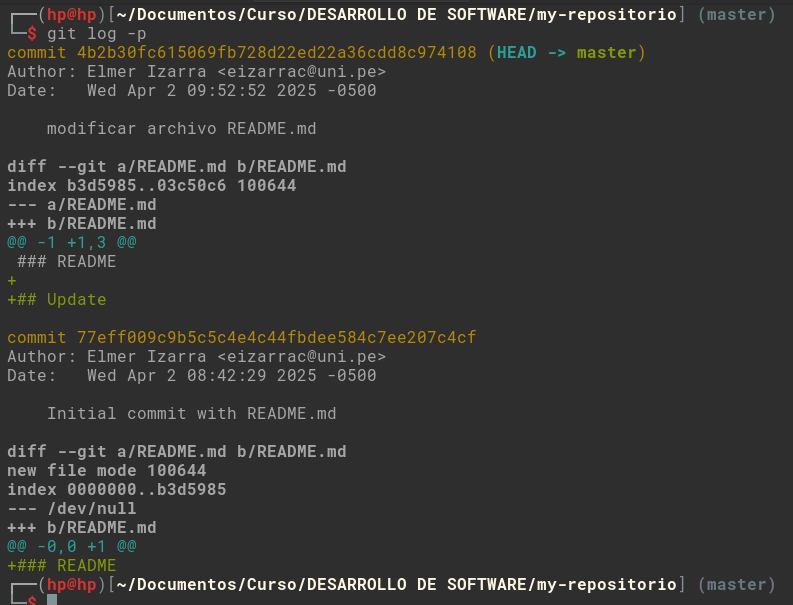 ┌──(hp@hp)[~/Documentos/Curso/DESARROLLO DE SOFTWARE/my-repositorio] (master)
└─$ git log -p
commit 4b2b30fc615069fb728d22ed22a36cdd8c974108 (HEAD -> master)
Author: Elmer Izarra <eizarrac@uni.pe>
Date:   Wed Apr 2 09:52:52 2025 -0500
    modificar archivo README.md
diff --git a/README.md b/README.md
index b3d5985..03c50c6 100644
--- a/README.md
+++ b/README.md
@@ -1 +1,3 @@
 ### README
+
+## Update
commit 77eff009c9b5c5c4e4c44fbdee584c7ee207c4cf
Author: Elmer Izarra <eizarrac@uni.pe>
Date:   Wed Apr 2 08:42:29 2025 -0500
    Initial commit with README.md
diff --git a/README.md b/README.md
new file mode 100644
index 0000000..b3d5985
--- /dev/null
+++ b/README.md
@@ -0,0 +1 @@
+### README
┌──(hp@hp)[~/Documentos/Curso/DESARROLLO DE SOFTWARE/my-repositorio] (master)
└─$